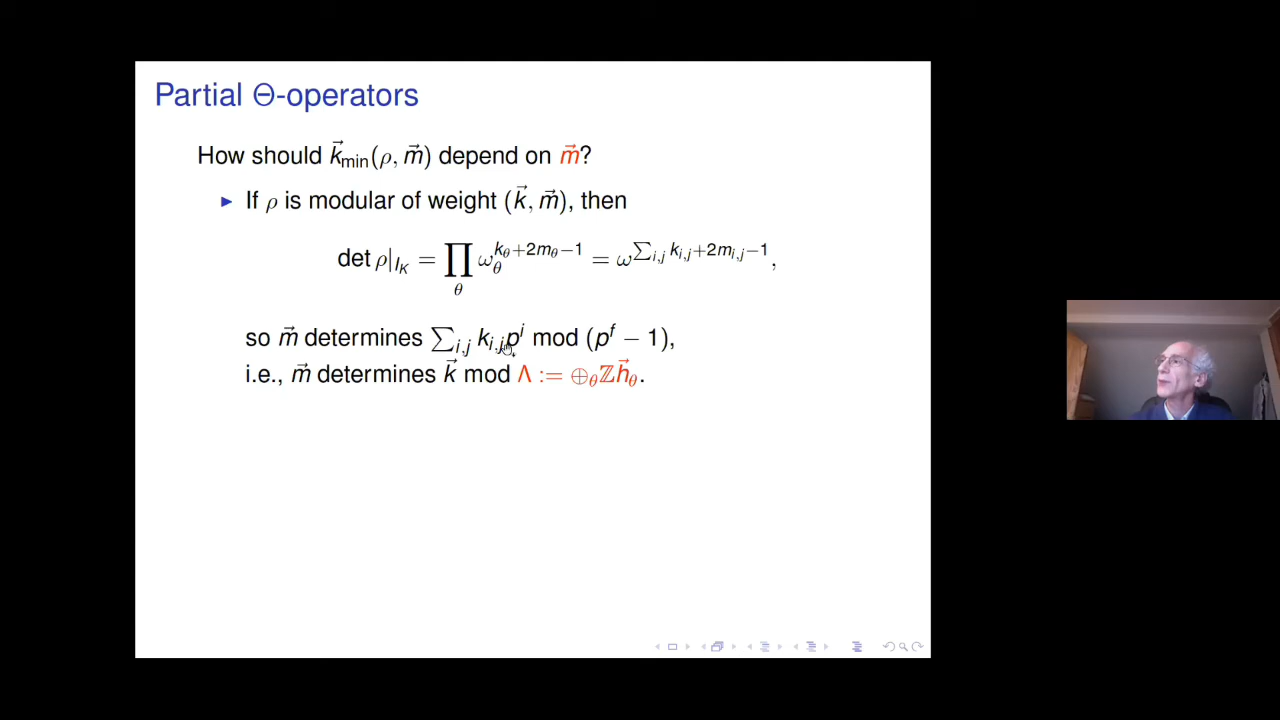 Partial Θ-operators
How should k⃗_min(ρ, m⃗) depend on m⃗?
▶ If ρ is modular of weight (k⃗, m⃗), then
det ρ|_{I_K} = ∏_θ ω_θ^{k_θ+2m_θ−1} = ω^{∑_{i,j} k_{i,j}+2m_{i,j}−1},
so m⃗ determines ∑_{i,j} k_{i,j}p^i mod (p^f − 1),
i.e., m⃗ determines k⃗ mod Λ := ⊕_θ ℤh⃗_θ.